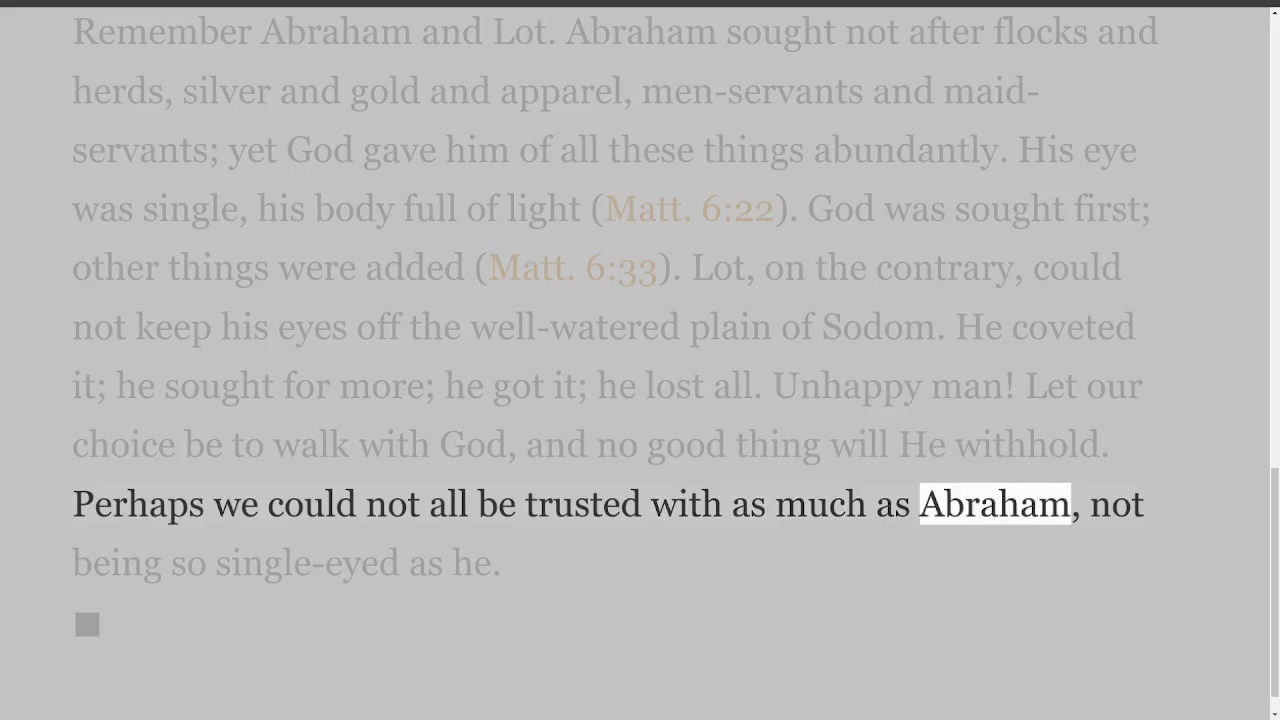 Remember Abraham and Lot. Abraham sought not after flocks and
herds, silver and gold and apparel, men-servants and maid-
servants; yet God gave him of all these things abundantly. His eye
was single, his body full of light (Matt. 6:22). God was sought first;
other things were added (Matt. 6:33). Lot, on the contrary, could
not keep his eyes off the well-watered plain of Sodom. He coveted
it; he sought for more; he got it; he lost all. Unhappy man! Let our
choice be to walk with God, and no good thing will He withhold.
Perhaps we could not all be trusted with as much as Abraham, not
being so single-eyed as he.